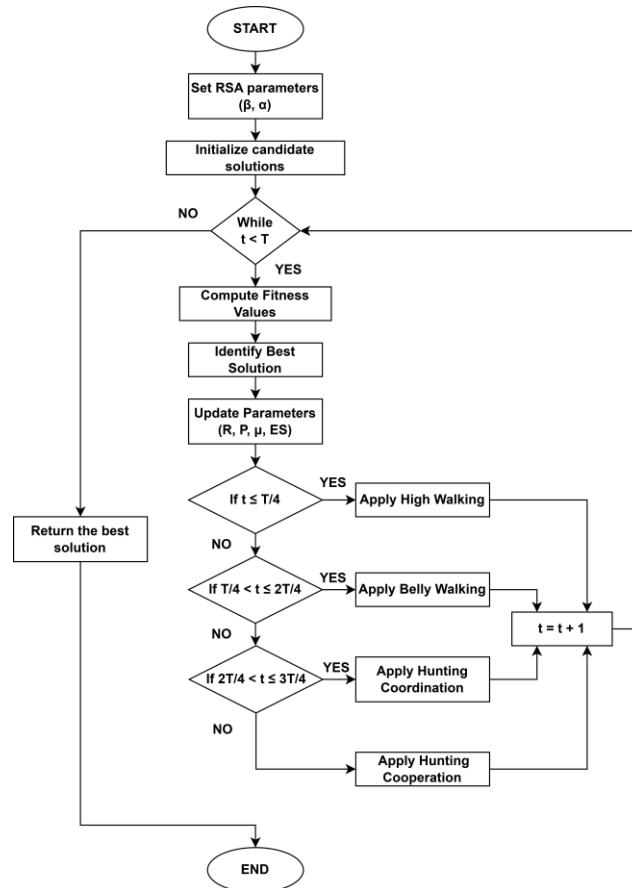 START
Set RSA parameters
(β, α)
Initialize candidate
solutions
NO
While
t < T
YES
Compute Fitness
Values
Identify Best
Solution
Update Parameters
(R, P, μ, ES)
If t ≤ T/4
YES
Apply High Walking
Return the best
solution
NO
If T/4 < t ≤ 2T/4
YES
Apply Belly Walking
t = t + 1
NO
If 2T/4 < t ≤ 3T/4
YES
Apply Hunting
Coordination
NO
Apply Hunting
Cooperation
END